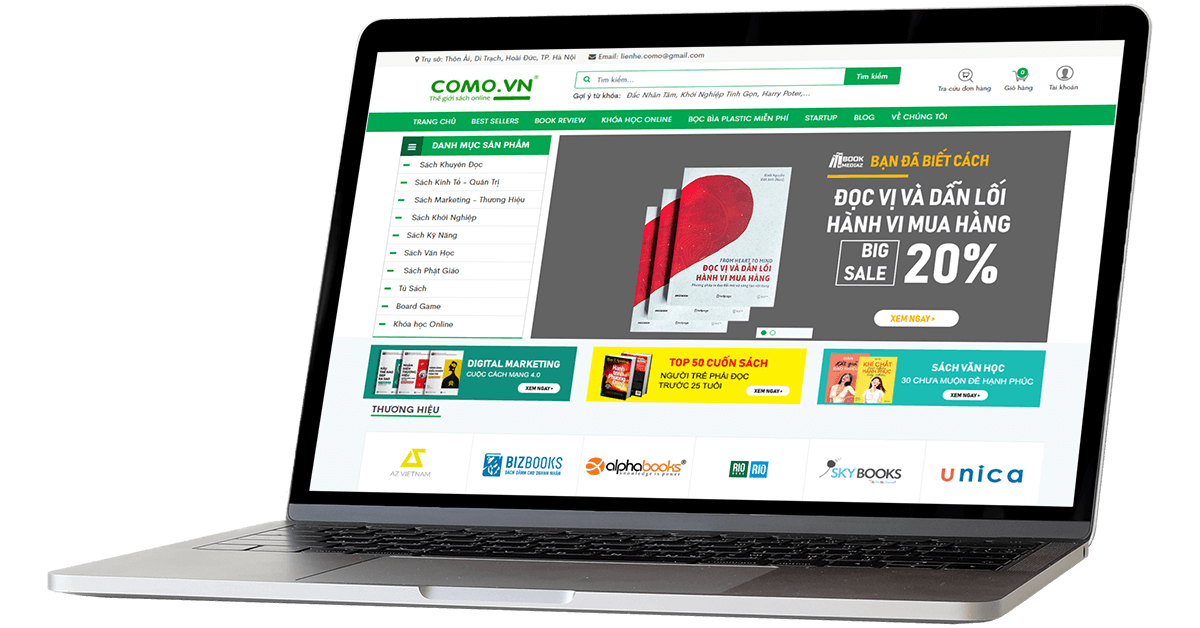 Trụ sở: Thôn Ải, Di Trạch, Hoài Đức, TP. Hà Nội Email: lienhe.como@gmail.com
COMO.VN®
Thế giới sách online
Tìm kiếm...
Tìm kiếm
Gợi ý từ khóa: Đắc Nhân Tâm, Khởi Nghiệp Tinh Gọn, Harry Poter,...
Tra cứu đơn hàng
0
Giỏ hàng
Tài khoản
TRANG CHỦ BEST SELLERS BOOK REVIEW KHÓA HỌC ONLINE BỌC BÌA PLASTIC MIỄN PHÍ STARTUP BLOG VỀ CHÚNG TÔI
DANH MỤC SẢN PHẨM
Sách Khuyên Đọc
Sách Kinh Tế - Quản Trị
Sách Marketing - Thương Hiệu
Sách Khởi Nghiệp
Sách Kỹ Năng
Sách Văn Học
Sách Phật Giáo
Tủ Sách
Board Game
Khóa học Online
FROM HEART TO MIND
ĐỌC VỊ VÀ DẪN LỐI
HÀNH VI MUA HÀNG
BOOK
MEDIAZ
BẠN ĐÃ BIẾT CÁCH
ĐỌC VỊ VÀ DẪN LỐI
HÀNH VI MUA HÀNG
BIG
SALE
20%
XEM NGAY
DIGITAL MARKETING
CUỘC CÁCH MẠNG 4.0
XEM NGAY
TOP 50 CUỐN SÁCH
NGƯỜI TRẺ PHẢI ĐỌC
TRƯỚC 25 TUỔI
XEM NGAY
SÁCH VĂN HỌC
30 CHƯA MUỘN ĐỂ HẠNH PHÚC
XEM NGAY
THƯƠNG HIỆU
AZ VIETNAM
BIZBOOKS
SÁCH DÀNH CHO DOANH NHÂN
alphabooks®
knowledge is power
RIO
BOOK
RIO
SKYBOOKS
unica